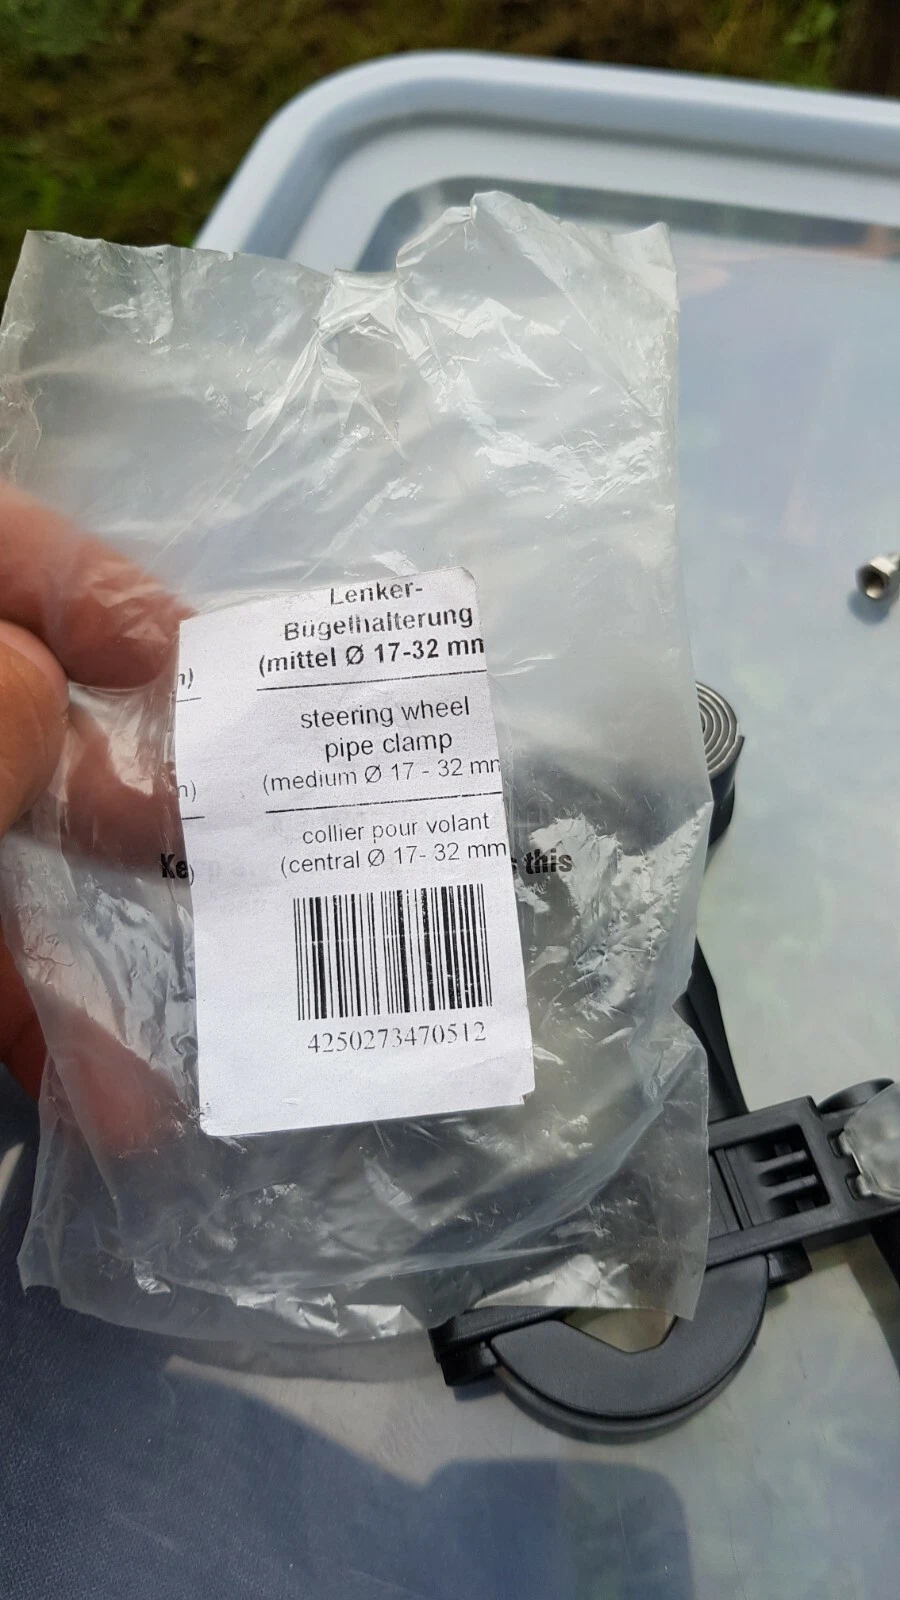 Lenker-
Bügelhalterung
(mittel Ø 17-32 mm
steering wheel
pipe clamp
(medium Ø 17 - 32 mm
collier pour volant
(central Ø 17- 32 mm
this
4250273470512